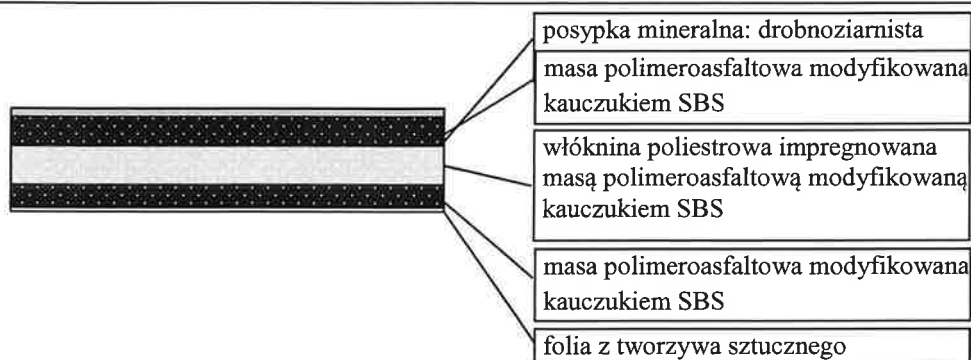 posypka mineralna: drobnoziarnista
masa polimeroasfaltowa modyfikowana
kauczukiem SBS
włóknina poliestrowa impregnowana
masą polimeroasfaltową modyfikowaną
kauczukiem SBS
masa polimeroasfaltowa modyfikowana
kauczukiem SBS
folia z tworzywa sztucznego